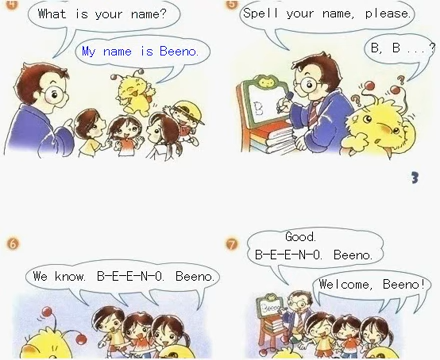 4
What is your name?
My name is Beeno.
5
Spell your name, please.
B, B ...?
B
3
6
We know. B-E-E-N-O. Beeno.
7
Good.
B-E-E-N-O. Beeno.
Welcome, Beeno!